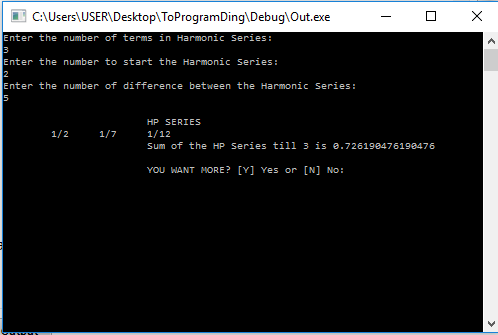 C:\Users\USER\Desktop\ToProgramDing\Debug\Out.exe
Enter the number of terms in Harmonic Series:
3
Enter the number to start the Harmonic Series:
2
Enter the number of difference between the Harmonic Series:
5
HP SERIES
1/2 1/7 1/12
Sum of the HP Series till 3 is 0.726190476190476
YOU WANT MORE? [Y] Yes or [N] No: